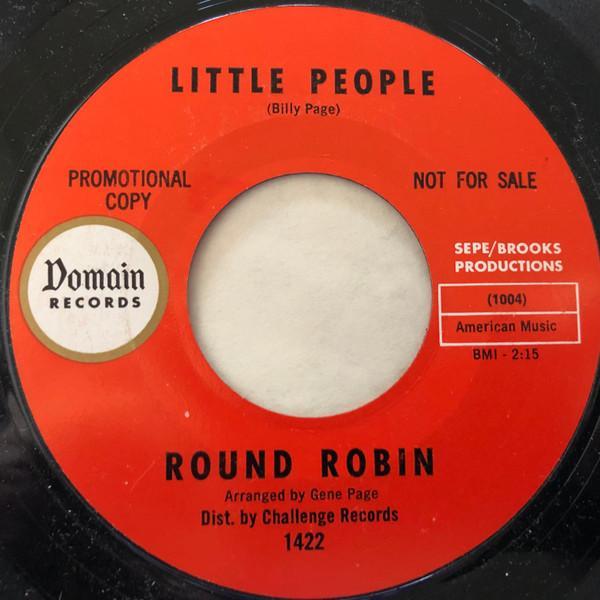 LITTLE PEOPLE
(Billy Page)
PROMOTIONAL
COPY
NOT FOR SALE
Domain
RECORDS
SEPE/BROOKS
PRODUCTIONS
(1004)
American Music
BMI - 2:15
ROUND ROBIN
Arranged by Gene Page
Dist. by Challenge Records
1422